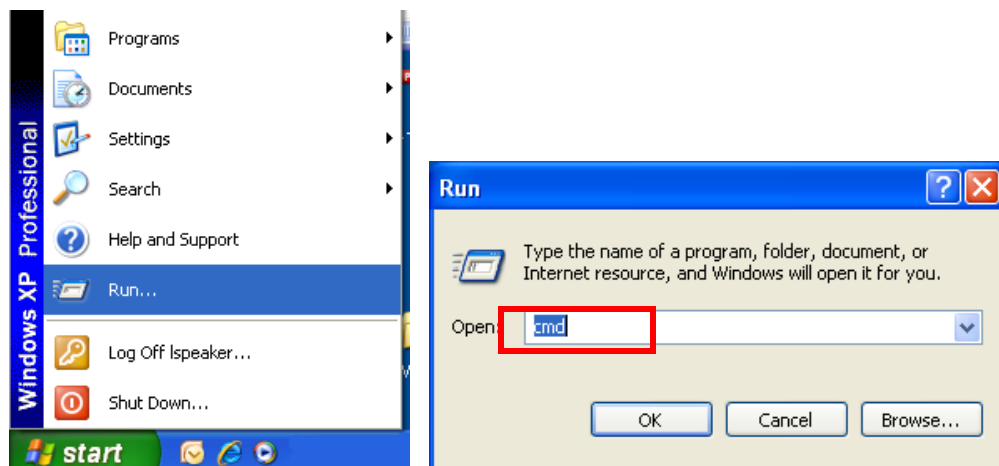 Programs
Documents
Settings
Search
Help and Support
Run...
Log Off lspeaker...
Shut Down...
Windows XP Professional
start
Run
Type the name of a program, folder, document, or
Internet resource, and Windows will open it for you.
Open:
cmd
OK
Cancel
Browse...